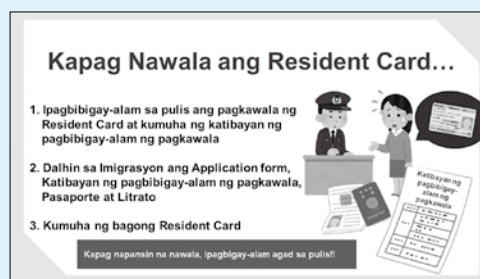 Kapag Nawala ang Resident Card...
1. Ipagbibigay-alam sa pulis ang pagkawala ng
Resident Card at kumuha ng katibayan ng
pagbibigay-alam ng pagkawala
2. Dalhin sa Imigrasyon ang Application form,
Katibayan ng pagbibigay-alam ng pagkawala,
Pasaporte at Litrato
3. Kumuha ng bagong Resident Card
Katibayan ng
pagbibigay-
alam ng
pagkawala
Kapag napansin na nawala, ipagbigay-alam agad sa pulis!!